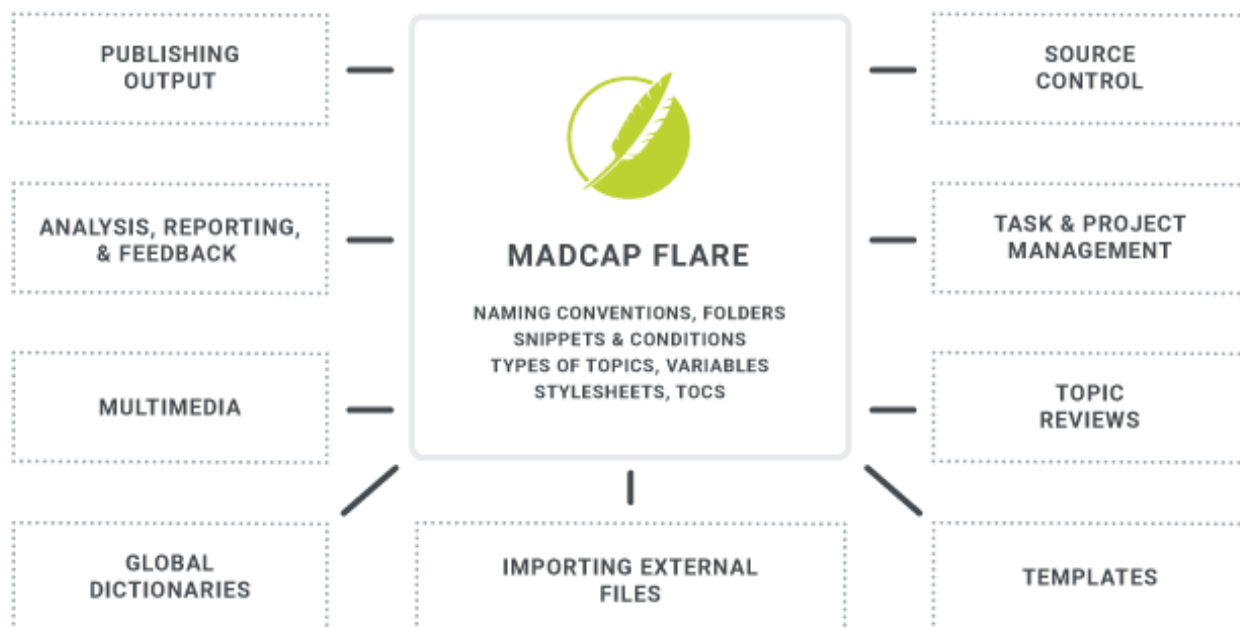 PUBLISHING
OUTPUT
ANALYSIS, REPORTING,
& FEEDBACK
MULTIMEDIA
GLOBAL
DICTIONARIES
MADCAP FLARE
NAMING CONVENTIONS, FOLDERS
SNIPPETS & CONDITIONS
TYPES OF TOPICS, VARIABLES
STYLESHEETS, TOCS
IMPORTING EXTERNAL
FILES
SOURCE
CONTROL
TASK & PROJECT
MANAGEMENT
TOPIC
REVIEWS
TEMPLATES